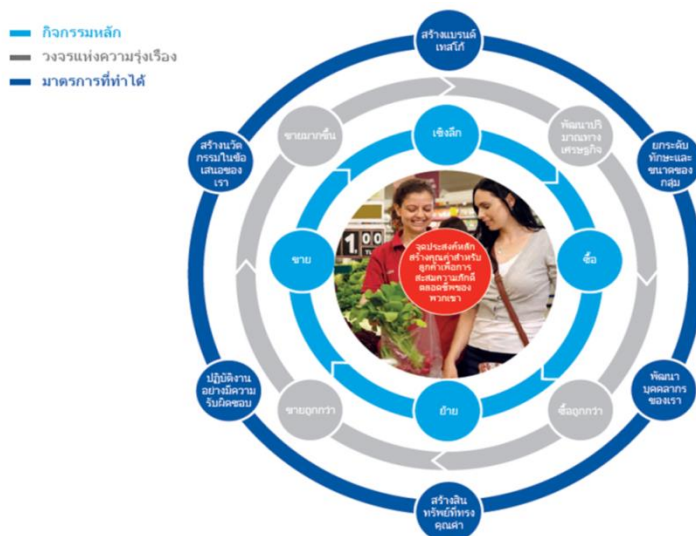 กิจกรรมหลัก
วงจรแห่งความรุ่งเรือง
มาตรการที่ทำได้
สร้างแบรนด์
เทสโก้
สร้างนวัต
กรรมในข้อ
เสนอของ
เรา
ขายมากขึ้น
เชิงลึก
พัฒนาปริ
มาณทาง
เศรษฐกิจ
ยกระดับ
ทักษะและ
ขนาดของ
กลุ่ม
1.00
ขาย
จุดประสงค์หลัก
สร้างคุณค่าสำหรับ
ลูกค้าเพื่อการ
สะสมความภักดี
ตลอดชีพของ
พวกเขา
ซื้อ
ปฏิบัติงาน
อย่างมีความ
รับผิดชอบ
ขายถูกกว่า
ย้าย
ซื้อถูกกว่า
พัฒนา
บุคคลากร
ของเรา
สร้างสิน
ทรัพย์ที่ทรง
คุณค่า